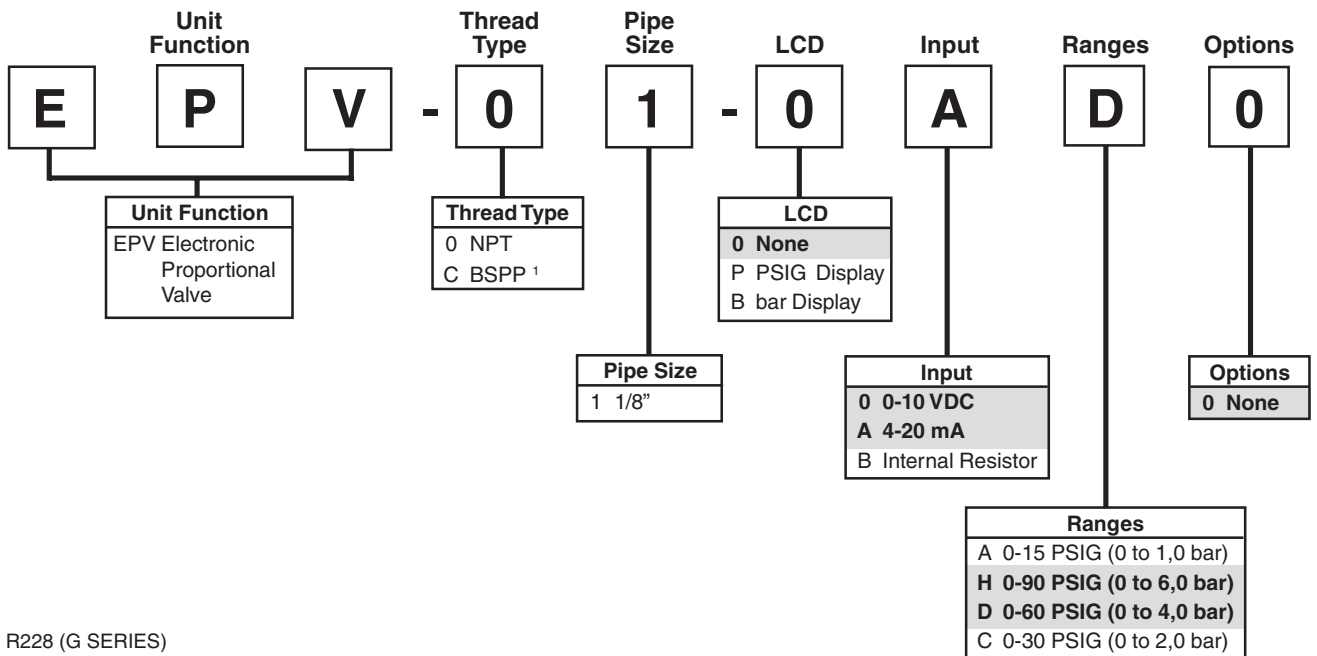 Unit Function
Thread Type
Pipe Size
LCD
Input
Ranges
Options
E P V - 0 1 - 0 A D 0
Unit Function
EPV Electronic
Proportional
Valve
Thread Type
0 NPT
C BSPP ¹
LCD
0 None
P PSIG Display
B bar Display
Pipe Size
1 1/8”
Input
0 0-10 VDC
A 4-20 mA
B Internal Resistor
Options
0 None
Ranges
A 0-15 PSIG (0 to 1,0 bar)
H 0-90 PSIG (0 to 6,0 bar)
D 0-60 PSIG (0 to 4,0 bar)
C 0-30 PSIG (0 to 2,0 bar)
R228 (G SERIES)